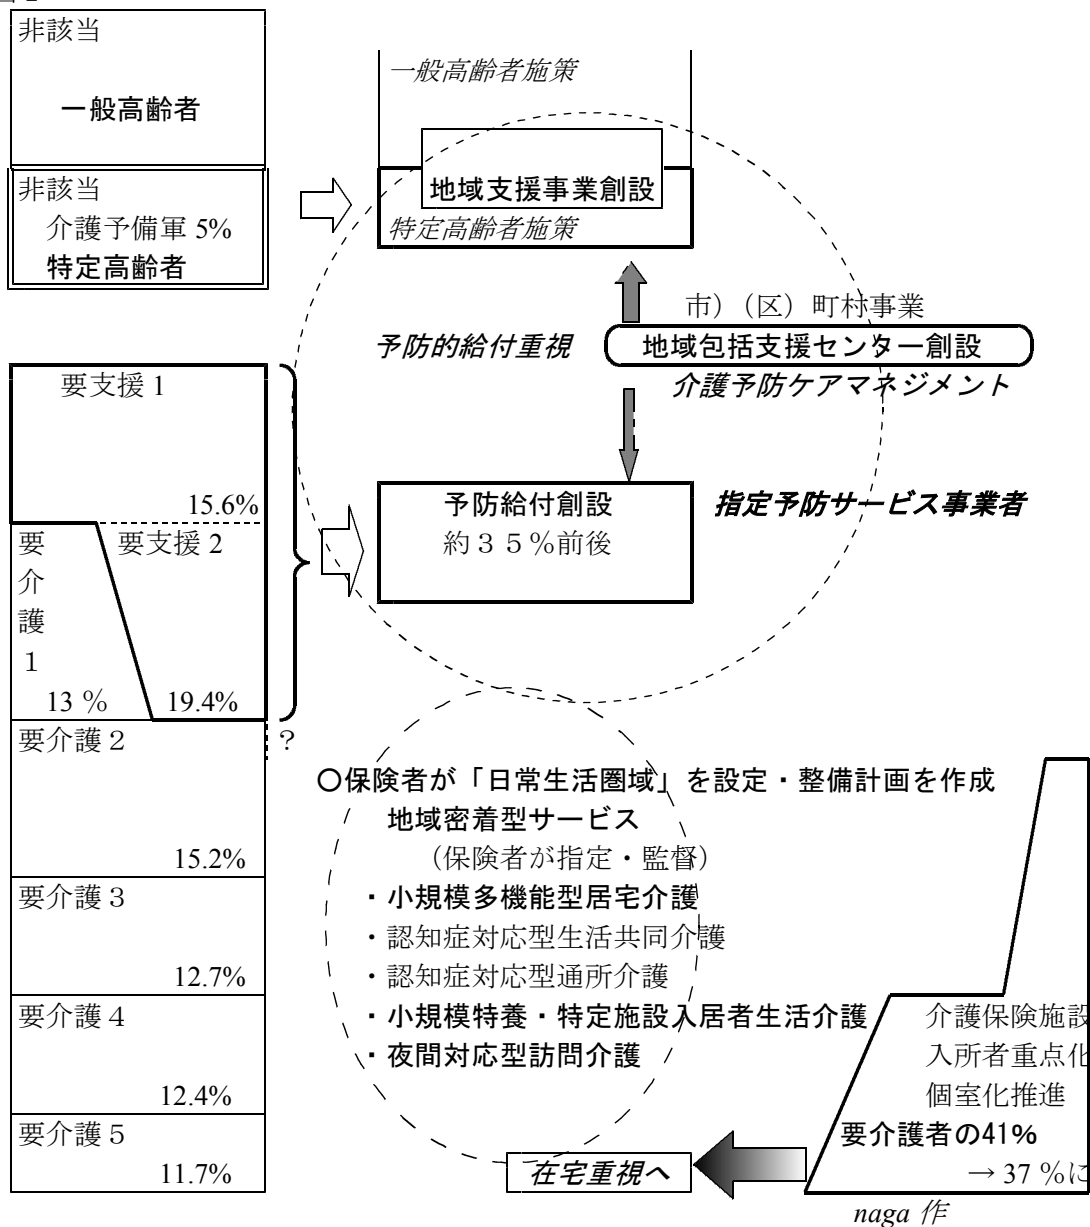 非該当
一般高齢者
非該当
介護予備軍 5%
特定高齢者
一般高齢者施策
地域支援事業創設
特定高齢者施策
市）（区）町村事業
予防的給付重視
地域包括支援センター創設
介護予防ケアマネジメント
要支援 1
15.6%
要介護１
13 ％
要支援 2
19.4%
予防給付創設
約３５％前後
指定予防サービス事業者
？
要介護２
15.2%
要介護３
12.7%
要介護４
12.4%
要介護５
11.7%
○保険者が「日常生活圏域」を設定・整備計画を作成
地域密着型サービス
（保険者が指定・監督）
・小規模多機能型居宅介護
・認知症対応型生活共同介護
・認知症対応型通所介護
・小規模特養・特定施設入居者生活介護
・夜間対応型訪問介護
在宅重視へ
介護保険施設
入所者重点化
個室化推進
要介護者の41%
→ 37 ％に
naga 作